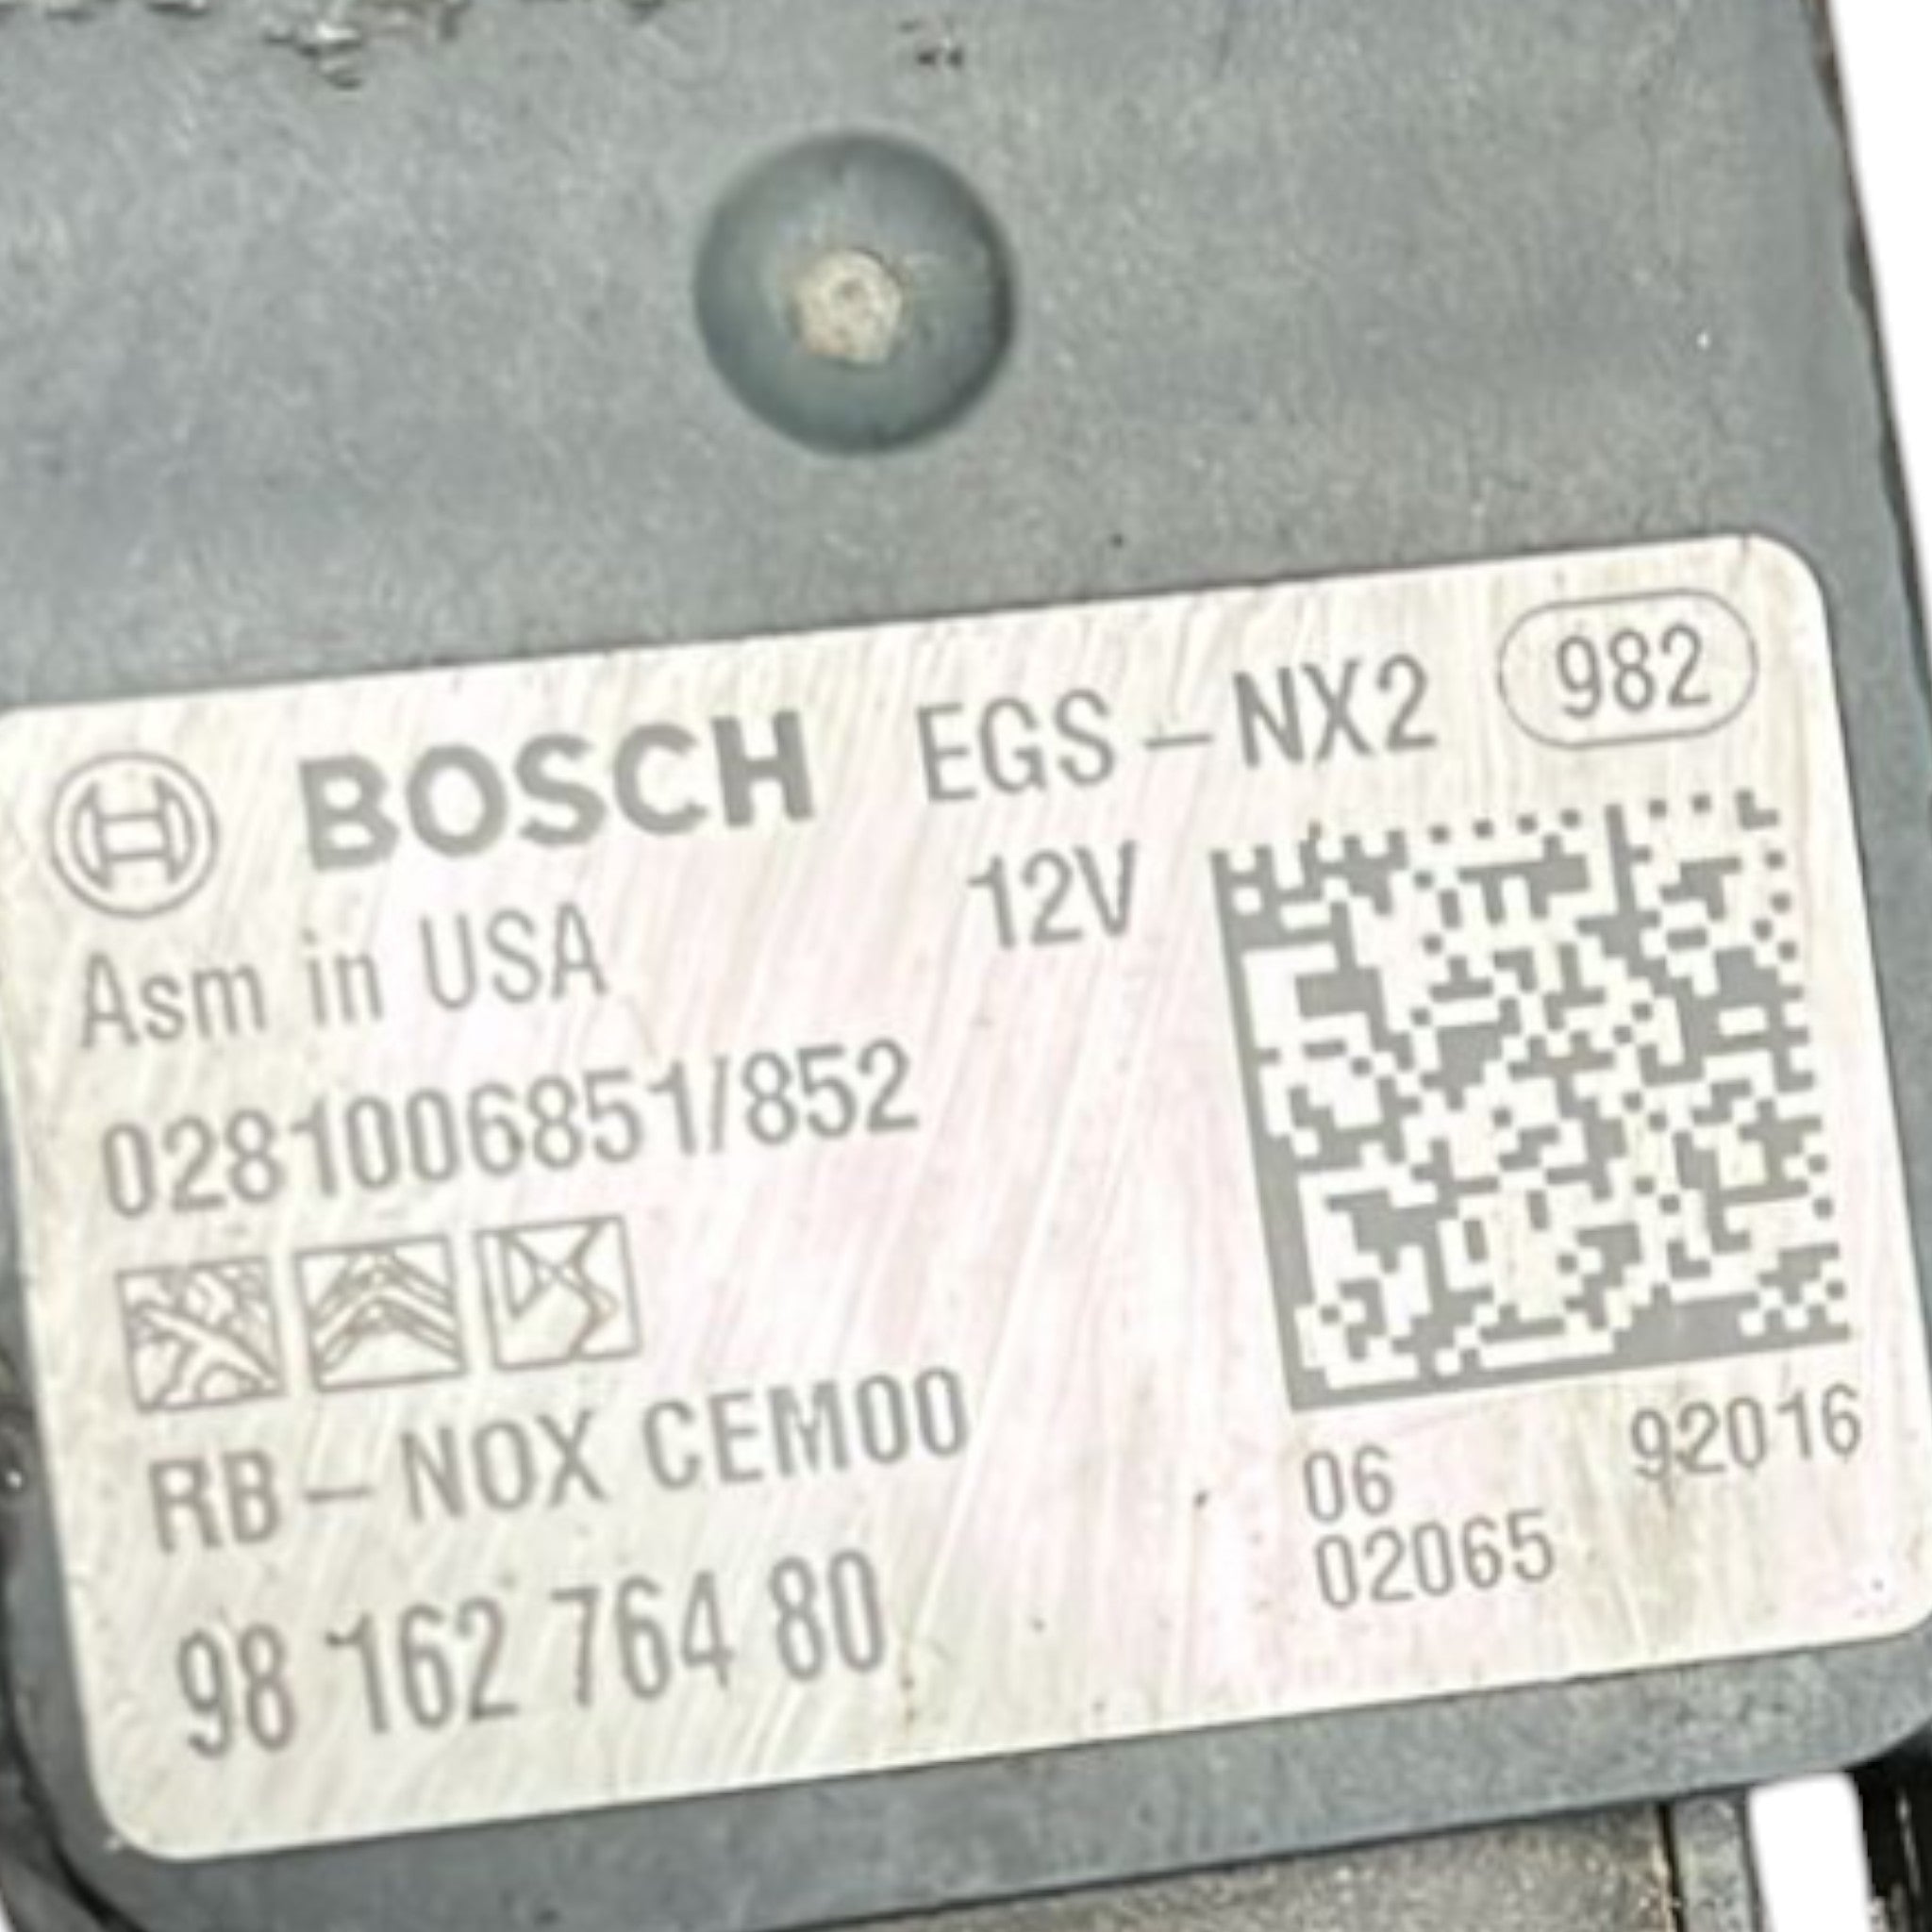 BOSCH EGS-NX2 982
Asm in USA 12V
0281006851/852
RB-NOX CEM00
98 162 764 80
06 92016
02065